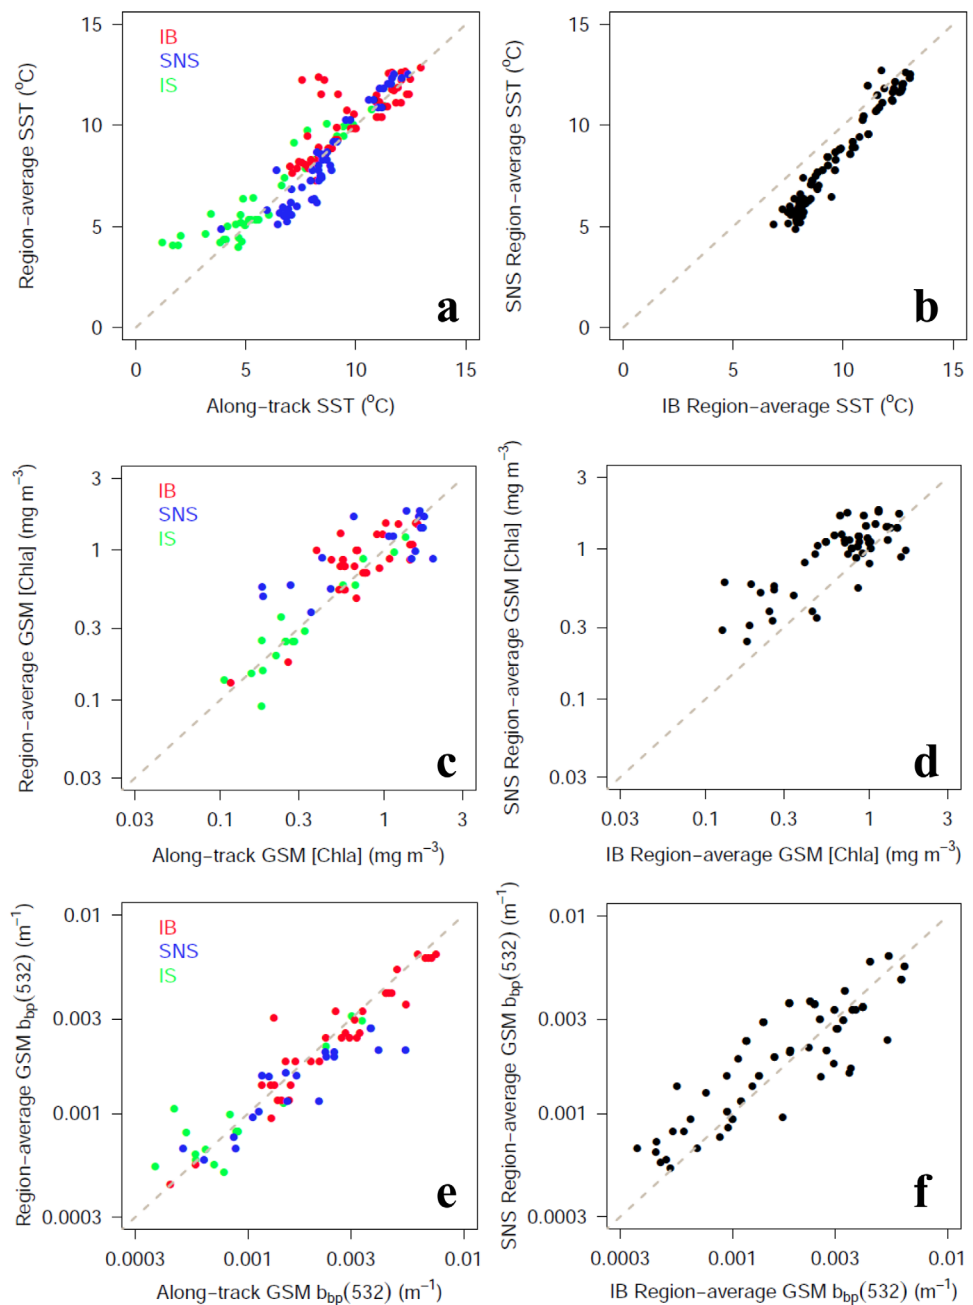 15
10
5
0
Region-average SST (°C)
IB
SNS
IS
a
0 5 10 15
Along-track SST (°C)
15
10
5
0
SNS Region-average SST (°C)
b
0 5 10 15
IB Region-average SST (°C)
3
1
0.3
0.1
0.03
Region-average GSM [Chla] (mg m⁻³)
IB
SNS
IS
c
0.03 0.1 0.3 1 3
Along-track GSM [Chla] (mg m⁻³)
3
1
0.3
0.1
0.03
SNS Region-average GSM [Chla] (mg m⁻³)
d
0.03 0.1 0.3 1 3
IB Region-average GSM [Chla] (mg m⁻³)
0.01
0.003
0.001
0.0003
Region-average GSM b_bp(532) (m⁻¹)
IB
SNS
IS
e
0.0003 0.001 0.003 0.01
Along-track GSM b_bp(532) (m⁻¹)
0.01
0.003
0.001
0.0003
SNS Region-average GSM b_bp(532) (m⁻¹)
f
0.0003 0.001 0.003 0.01
IB Region-average GSM b_bp(532) (m⁻¹)